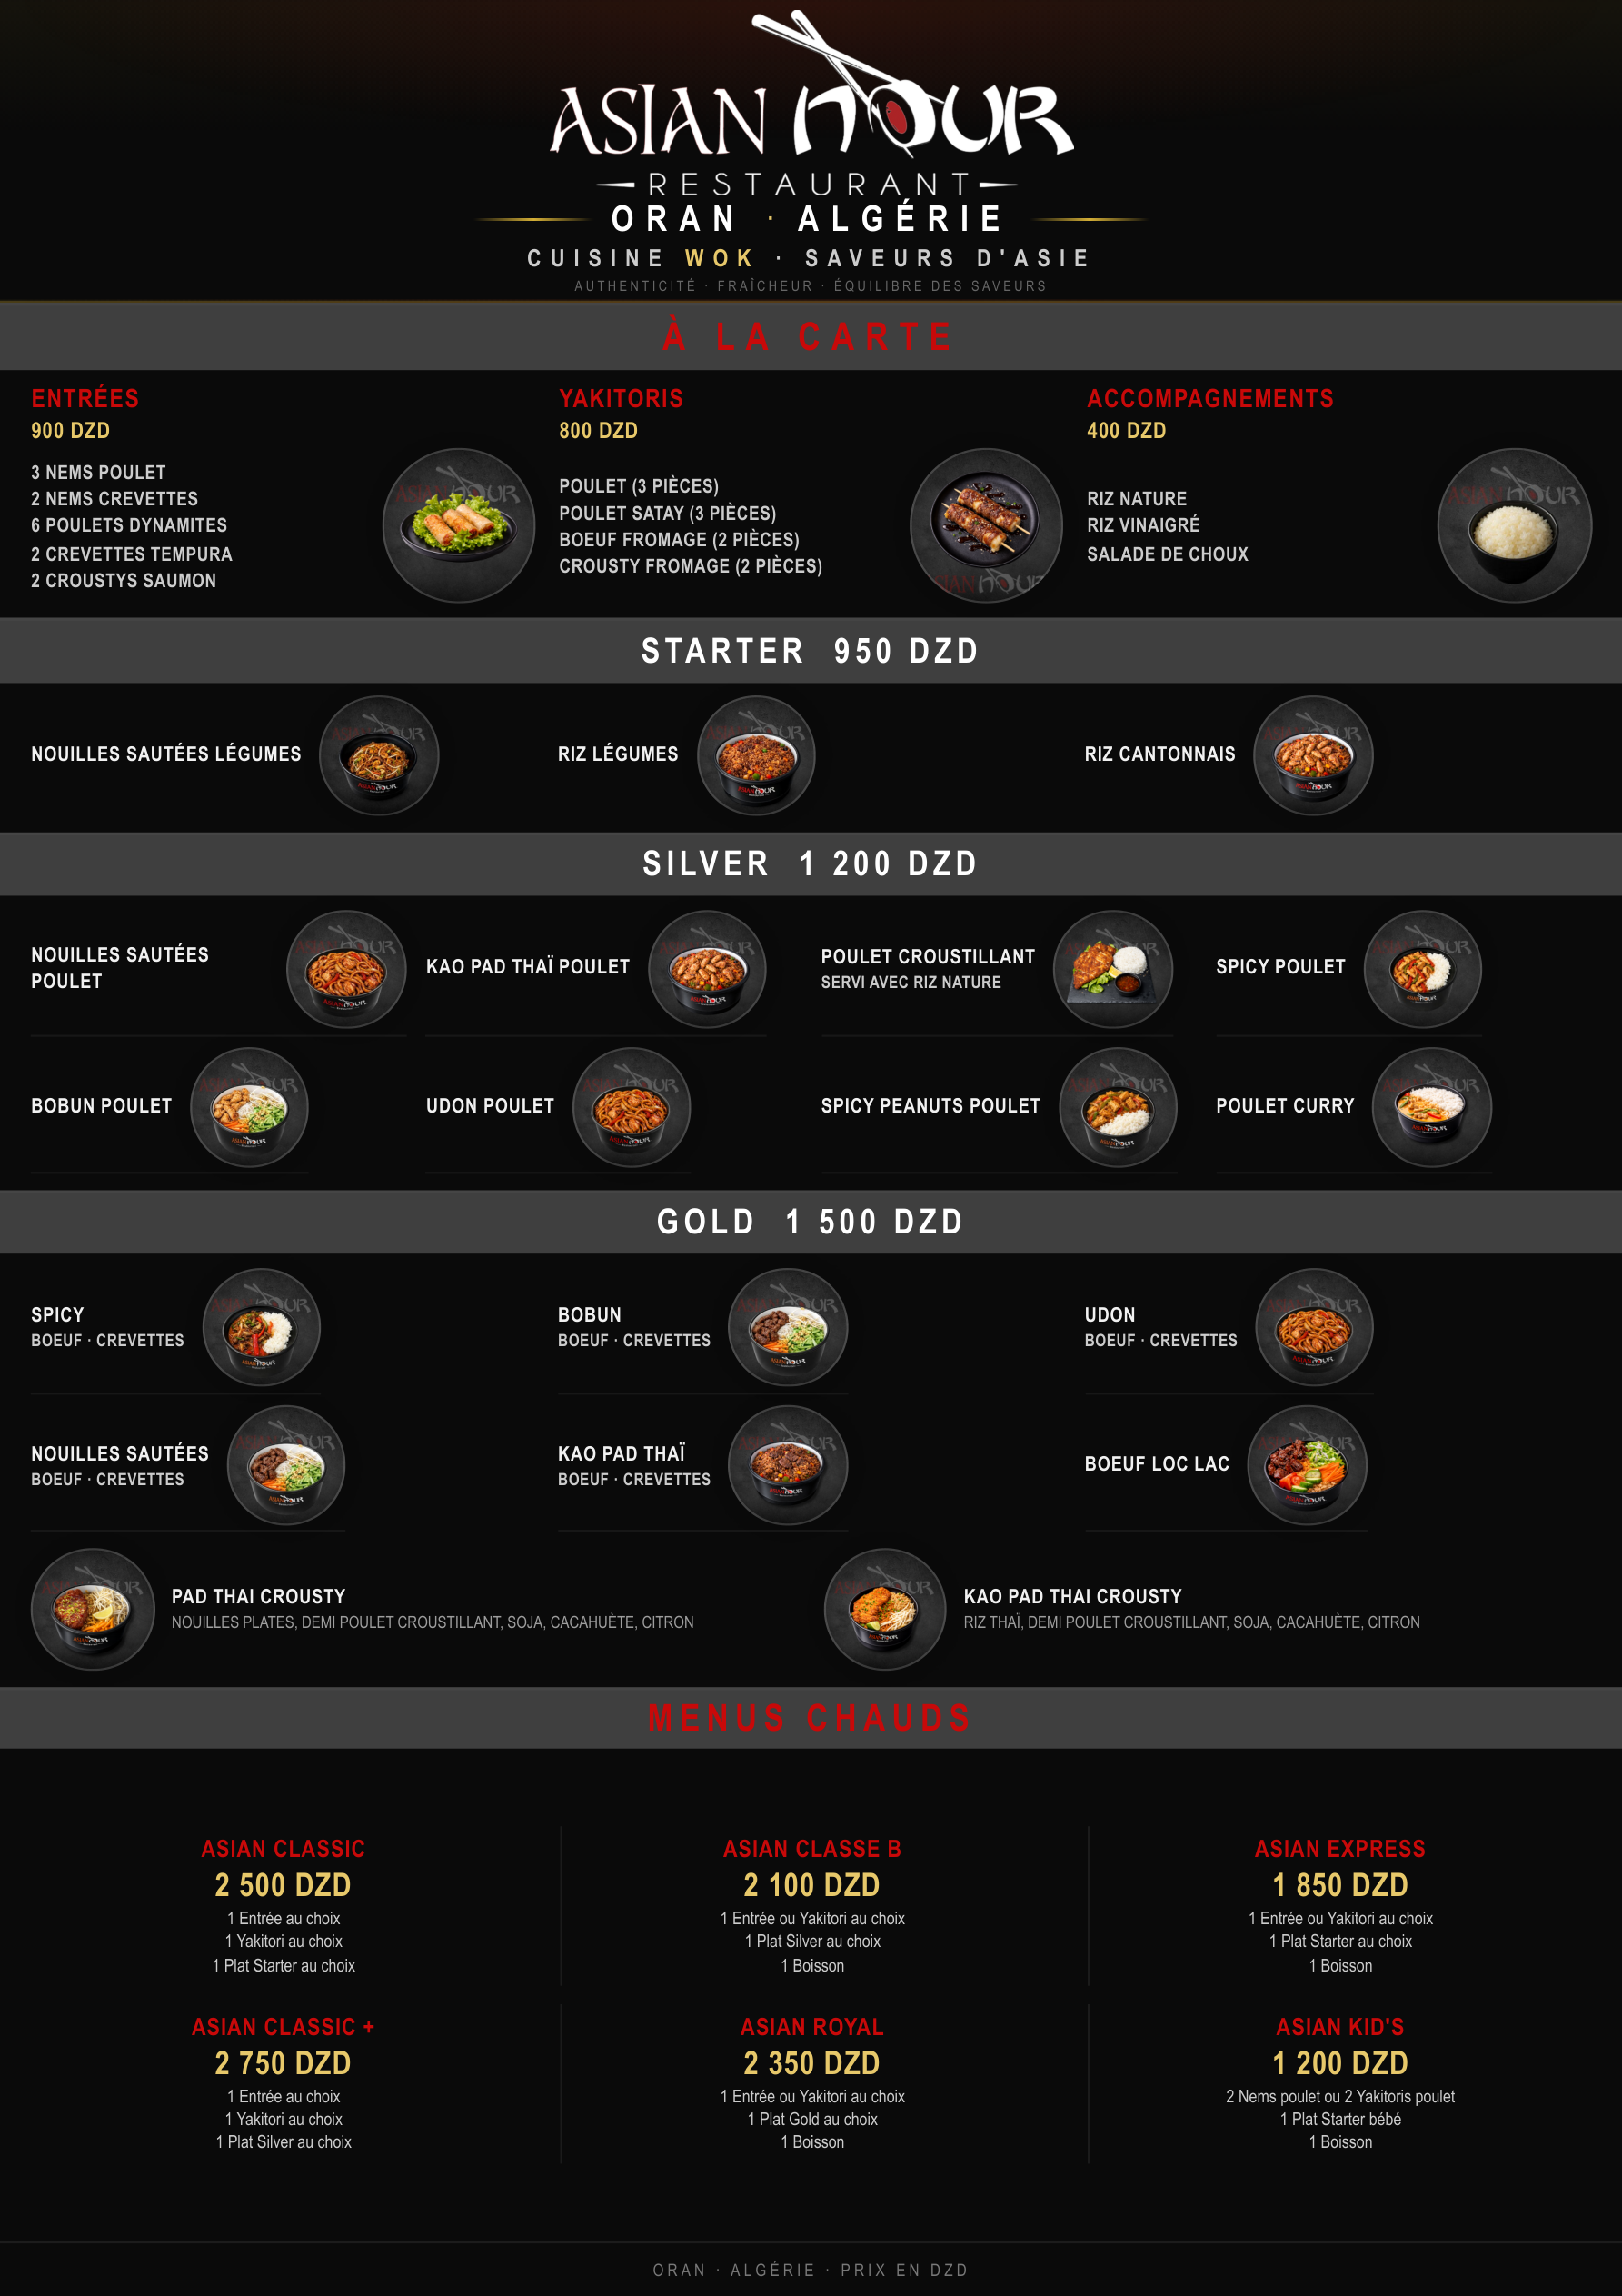 ASIAN HOUR
RESTAURANT
ORAN · ALGÉRIE
CUISINE WOK · SAVEURS D'ASIE
AUTHENTICITÉ · FRAÎCHEUR · ÉQUILIBRE DES SAVEURS
À LA CARTE
ENTRÉES
900 DZD
3 NEMS POULET
2 NEMS CREVETTES
6 POULETS DYNAMITES
2 CREVETTES TEMPURA
2 CROUSTYS SAUMON
YAKITORIS
800 DZD
POULET (3 PIÈCES)
POULET SATAY (3 PIÈCES)
BOEUF FROMAGE (2 PIÈCES)
CROUSTY FROMAGE (2 PIÈCES)
ACCOMPAGNEMENTS
400 DZD
RIZ NATURE
RIZ VINAIGRÉ
SALADE DE CHOUX
STARTER 950 DZD
NOUILLES SAUTÉES LÉGUMES
RIZ LÉGUMES
RIZ CANTONNAIS
SILVER 1 200 DZD
NOUILLES SAUTÉES
POULET
KAO PAD THAÏ POULET
POULET CROUSTILLANT
SERVI AVEC RIZ NATURE
SPICY POULET
BOBUN POULET
UDON POULET
SPICY PEANUTS POULET
POULET CURRY
GOLD 1 500 DZD
SPICY
BOEUF · CREVETTES
BOBUN
BOEUF · CREVETTES
UDON
BOEUF · CREVETTES
NOUILLES SAUTÉES
BOEUF · CREVETTES
KAO PAD THAÏ
BOEUF · CREVETTES
BOEUF LOC LAC
PAD THAI CROUSTY
NOUILLES PLATES, DEMI POULET CROUSTILLANT, SOJA, CACAHUÈTE, CITRON
KAO PAD THAI CROUSTY
RIZ THAÏ, DEMI POULET CROUSTILLANT, SOJA, CACAHUÈTE, CITRON
MENUS CHAUDS
ASIAN CLASSIC
2 500 DZD
1 Entrée au choix
1 Yakitori au choix
1 Plat Starter au choix
ASIAN CLASSE B
2 100 DZD
1 Entrée ou Yakitori au choix
1 Plat Silver au choix
1 Boisson
ASIAN EXPRESS
1 850 DZD
1 Entrée ou Yakitori au choix
1 Plat Starter au choix
1 Boisson
ASIAN CLASSIC +
2 750 DZD
1 Entrée au choix
1 Yakitori au choix
1 Plat Silver au choix
ASIAN ROYAL
2 350 DZD
1 Entrée ou Yakitori au choix
1 Plat Gold au choix
1 Boisson
ASIAN KID'S
1 200 DZD
2 Nems poulet ou 2 Yakitoris poulet
1 Plat Starter bébé
1 Boisson
ORAN · ALGÉRIE · PRIX EN DZD